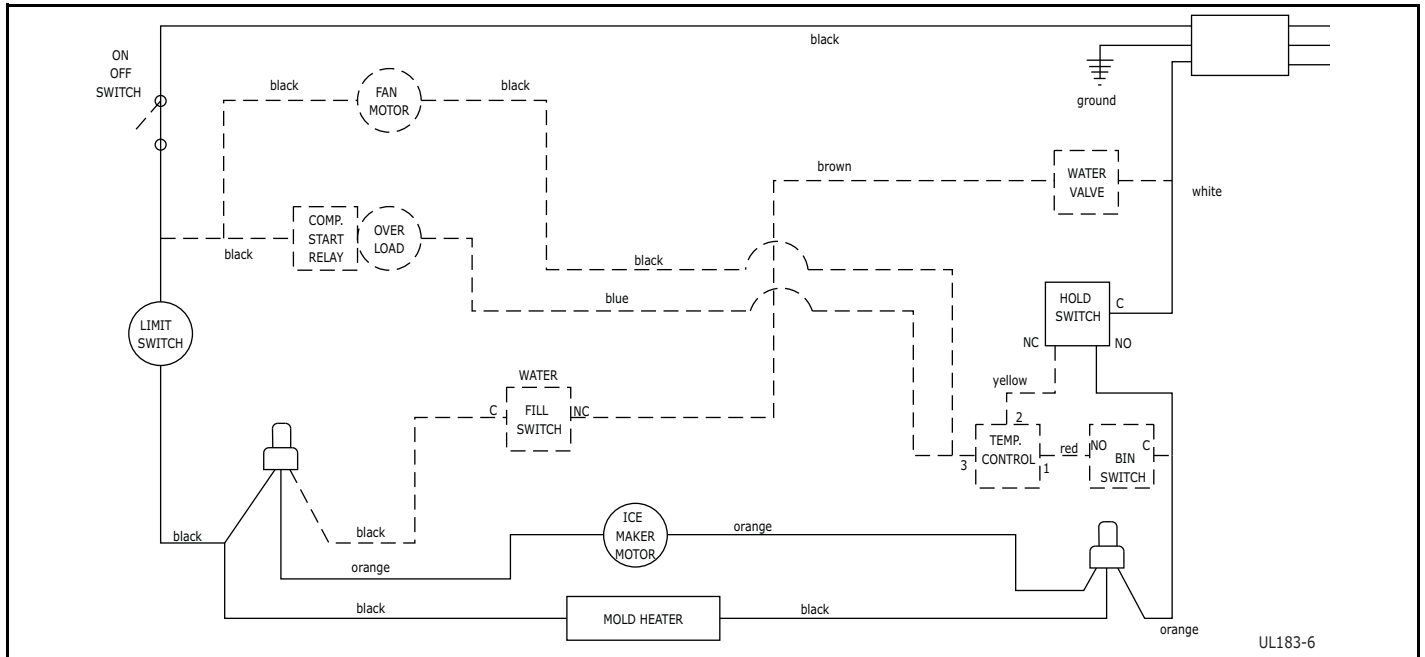 black
ON
OFF
SWITCH
black
FAN
MOTOR
black
ground
brown
WATER
VALVE
white
COMP.
START
RELAY
OVER
LOAD
black
black
blue
HOLD
SWITCH
C
NC
NO
LIMIT
SWITCH
WATER
C
FILL
SWITCH
NC
yellow
2
TEMP.
CONTROL
3
1
red
NO
C
BIN
SWITCH
black
black
orange
ICE
MAKER
MOTOR
orange
black
MOLD HEATER
black
orange
UL183-6